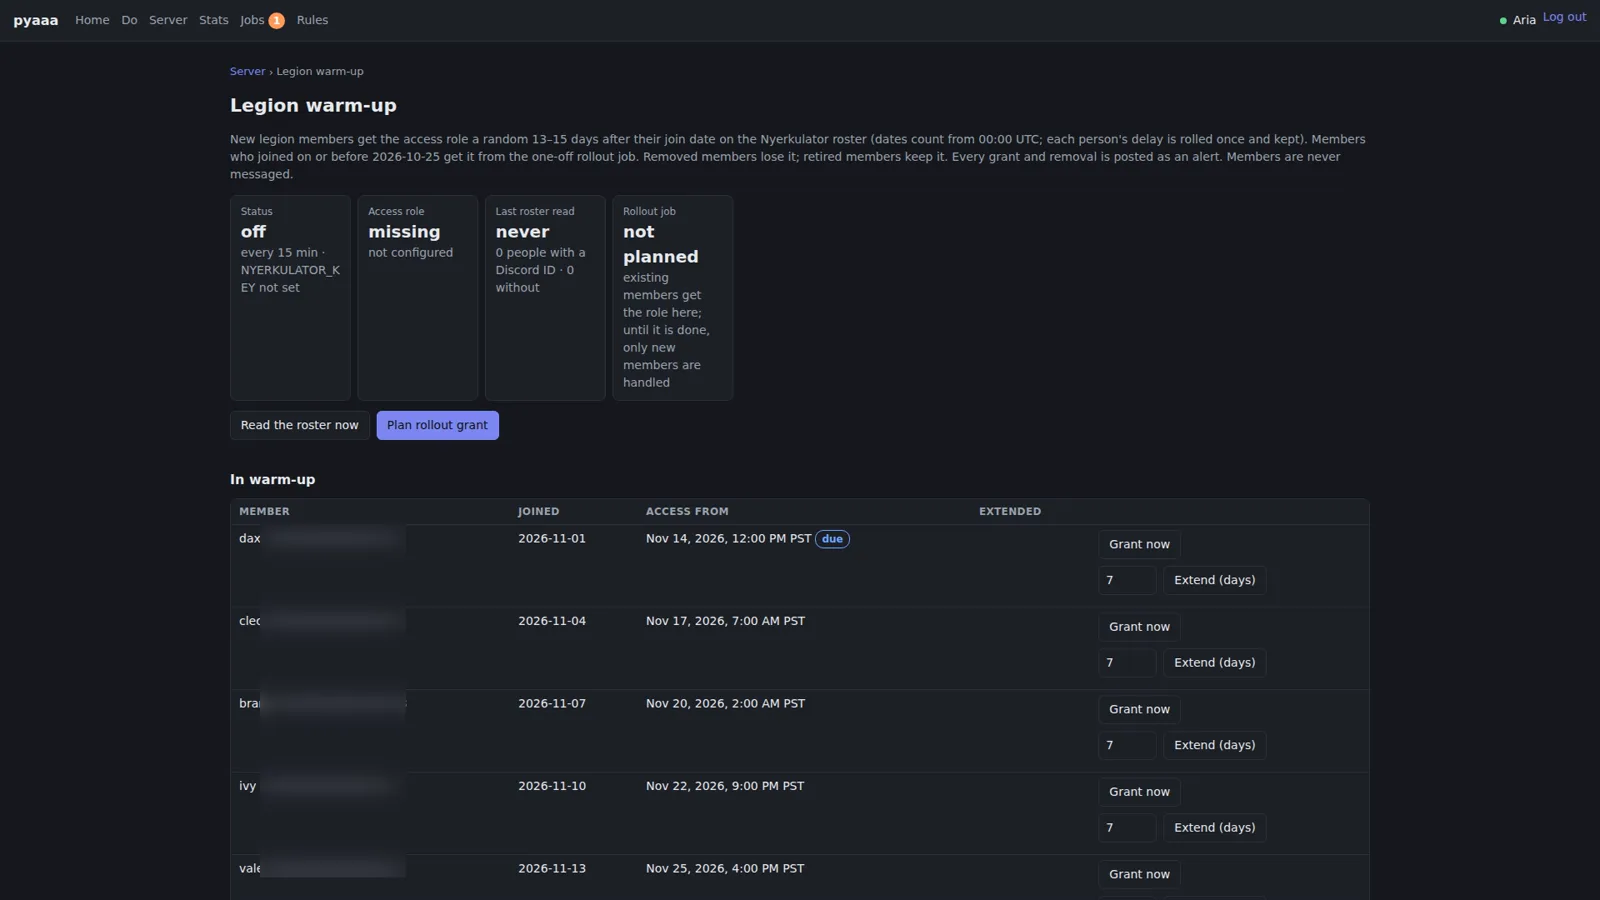 pyaaa Home Do Server Stats Jobs 1 Rules Aria Log out
Server › Legion warm-up
Legion warm-up
New legion members get the access role a random 13–15 days after their join date on the Nyerkulator roster (dates count from 00:00 UTC; each person's delay is rolled once and kept). Members
who joined on or before 2026-10-25 get it from the one-off rollout job. Removed members lose it; retired members keep it. Every grant and removal is posted as an alert. Members are never
messaged.
Status
off
every 15 min ·
NYERKULATOR_K
EY not set
Access role
missing
not configured
Last roster read
never
0 people with a
Discord ID · 0
without
Rollout job
not
planned
existing
members get
the role here;
until it is done,
only new
members are
handled
Read the roster now Plan rollout grant
In warm-up
MEMBER JOINED ACCESS FROM EXTENDED
dax 2026-11-01 Nov 14, 2026, 12:00 PM PST due Grant now
7 Extend (days)
2026-11-04 Nov 17, 2026, 7:00 AM PST Grant now
7 Extend (days)
2026-11-07 Nov 20, 2026, 2:00 AM PST Grant now
7 Extend (days)
ivy 2026-11-10 Nov 22, 2026, 9:00 PM PST Grant now
7 Extend (days)
2026-11-13 Nov 25, 2026, 4:00 PM PST Grant now